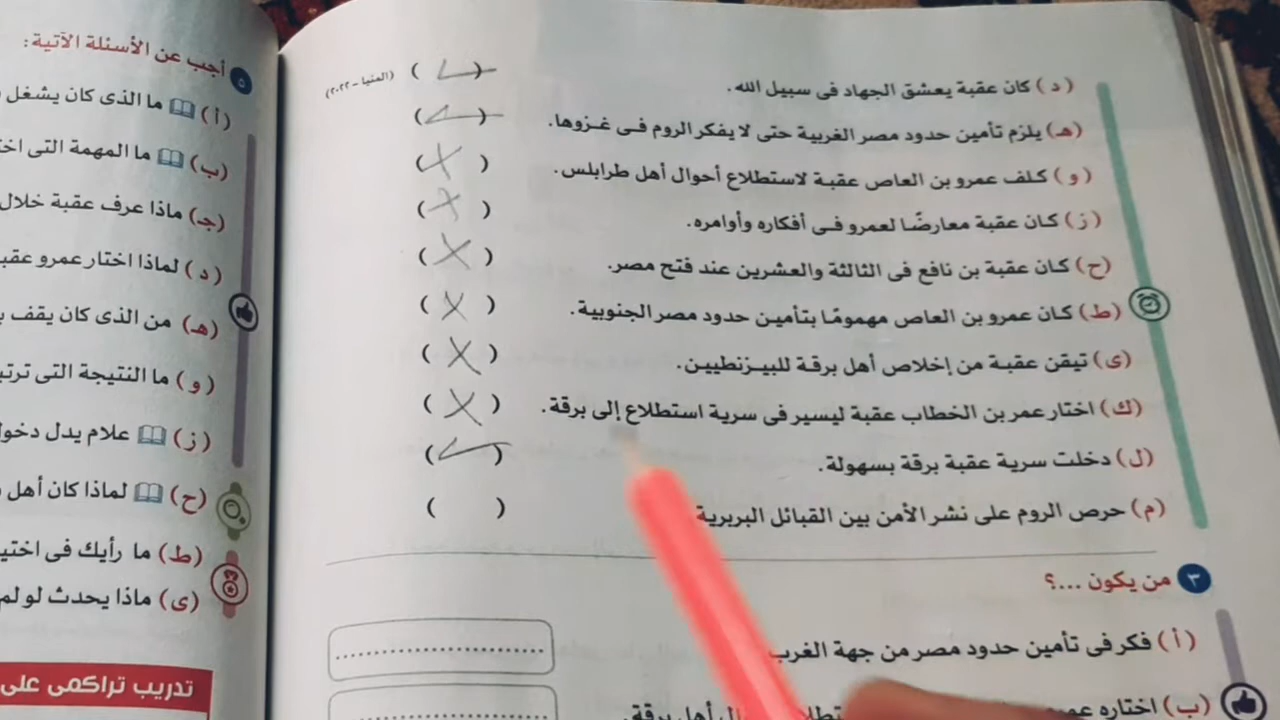 (د) كان عقبة يعشق الجهاد فى سبيل الله. (✓) (المنيا - ٢٠٢٢)
(هـ) يلزم تأمين حدود مصر الغربية حتى لا يفكر الروم فى غزوها. (✓)
(و) كلف عمرو بن العاص عقبة لاستطلاع أحوال أهل طرابلس. (✗)
(ز) كان عقبة معارضًا لعمرو فى أفكاره وأوامره. (✗)
(ح) كان عقبة بن نافع فى الثالثة والعشرين عند فتح مصر. (✗)
(ط) كان عمرو بن العاص مهمومًا بتأمين حدود مصر الجنوبية. (✗)
(ى) تيقن عقبة من إخلاص أهل برقة للبيزنطيين. (✗)
(ك) اختار عمر بن الخطاب عقبة ليسير فى سرية استطلاع إلى برقة. (✗)
(ل) دخلت سرية عقبة برقة بسهولة. (✓)
(م) حرص الروم على نشر الأمن بين القبائل البربرية ( )
٣ من يكون ...؟
(أ) فكر فى تأمين حدود مصر من جهة الغرب
(ب) اختاره أهل برقة.
٥ أجب عن الأسئلة الآتية:
(أ) ما الذى كان يشغل
(ب) ما المهمة التى
(جـ) ماذا عرف عقبة خلال
(د) لماذا اختار عمرو
(هـ) من الذى كان يقف
(و) ما النتيجة التى
(ز) علام يدل
(ح) لماذا كان أهل
(ط) ما رأيك فى
(ى) ماذا يحدث لو لم
تدريب تراكمى على